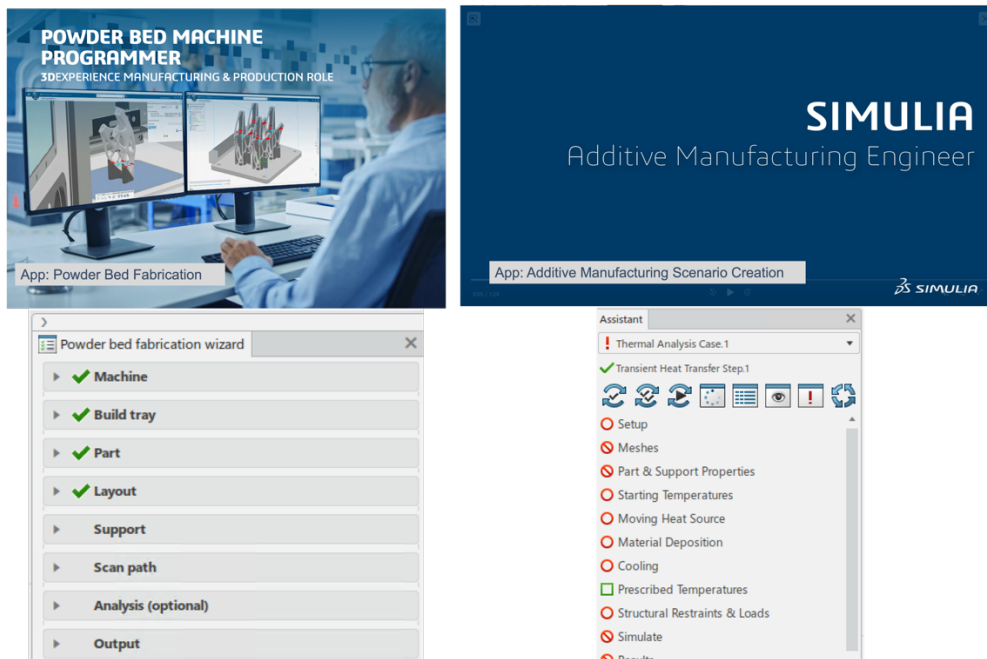 POWDER BED MACHINE
PROGRAMMER
3DEXPERIENCE MANUFACTURING & PRODUCTION ROLE
App: Powder Bed Fabrication
SIMULIA
Additive Manufacturing Engineer
App: Additive Manufacturing Scenario Creation
SIMULIA
Powder bed fabrication wizard
Machine
Build tray
Part
Layout
Support
Scan path
Analysis (optional)
Output
Assistant
Thermal Analysis Case.1
Transient Heat Transfer Step.1
Setup
Meshes
Part & Support Properties
Starting Temperatures
Moving Heat Source
Material Deposition
Cooling
Prescribed Temperatures
Structural Restraints & Loads
Simulate
Results